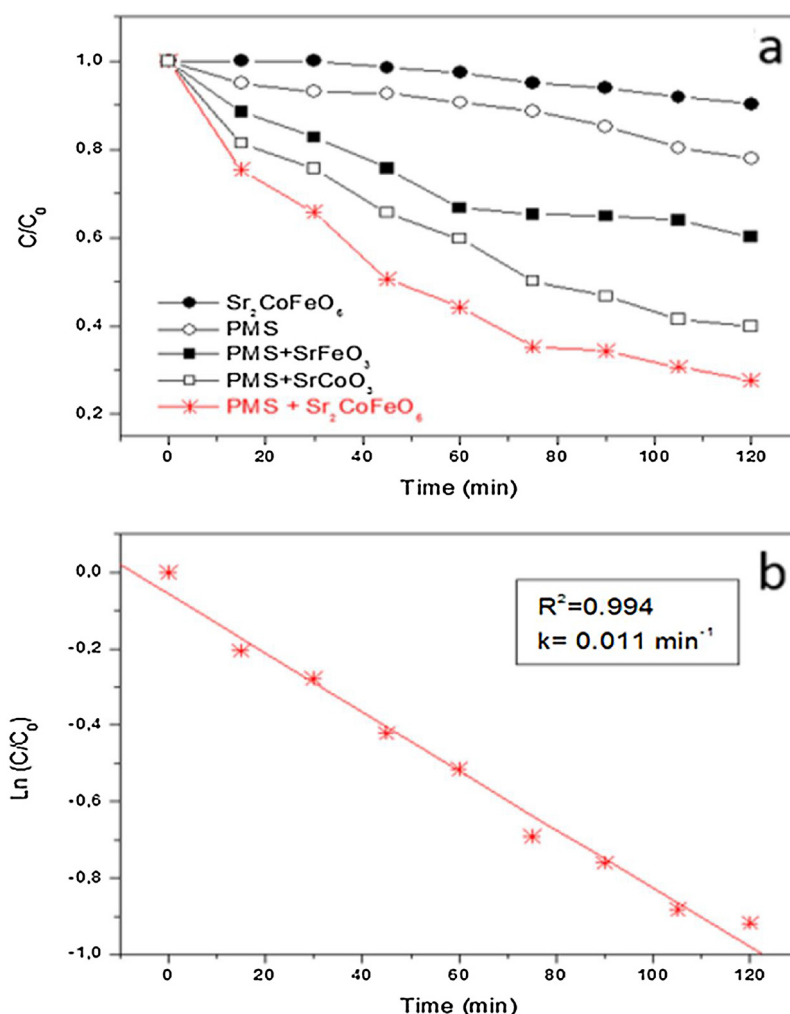 a
1,0
0,8
0,6
0,4
0,2
C/C₀
Sr₂CoFeO₆
PMS
PMS+SrFeO₃
PMS+SrCoO₃
PMS + Sr₂CoFeO₆
0 20 40 60 80 100 120
Time (min)
b
0,0
-0,2
-0,4
-0,6
-0,8
-1,0
Ln (C/C₀)
R²=0.994
k= 0.011 min⁻¹
0 20 40 60 80 100 120
Time (min)